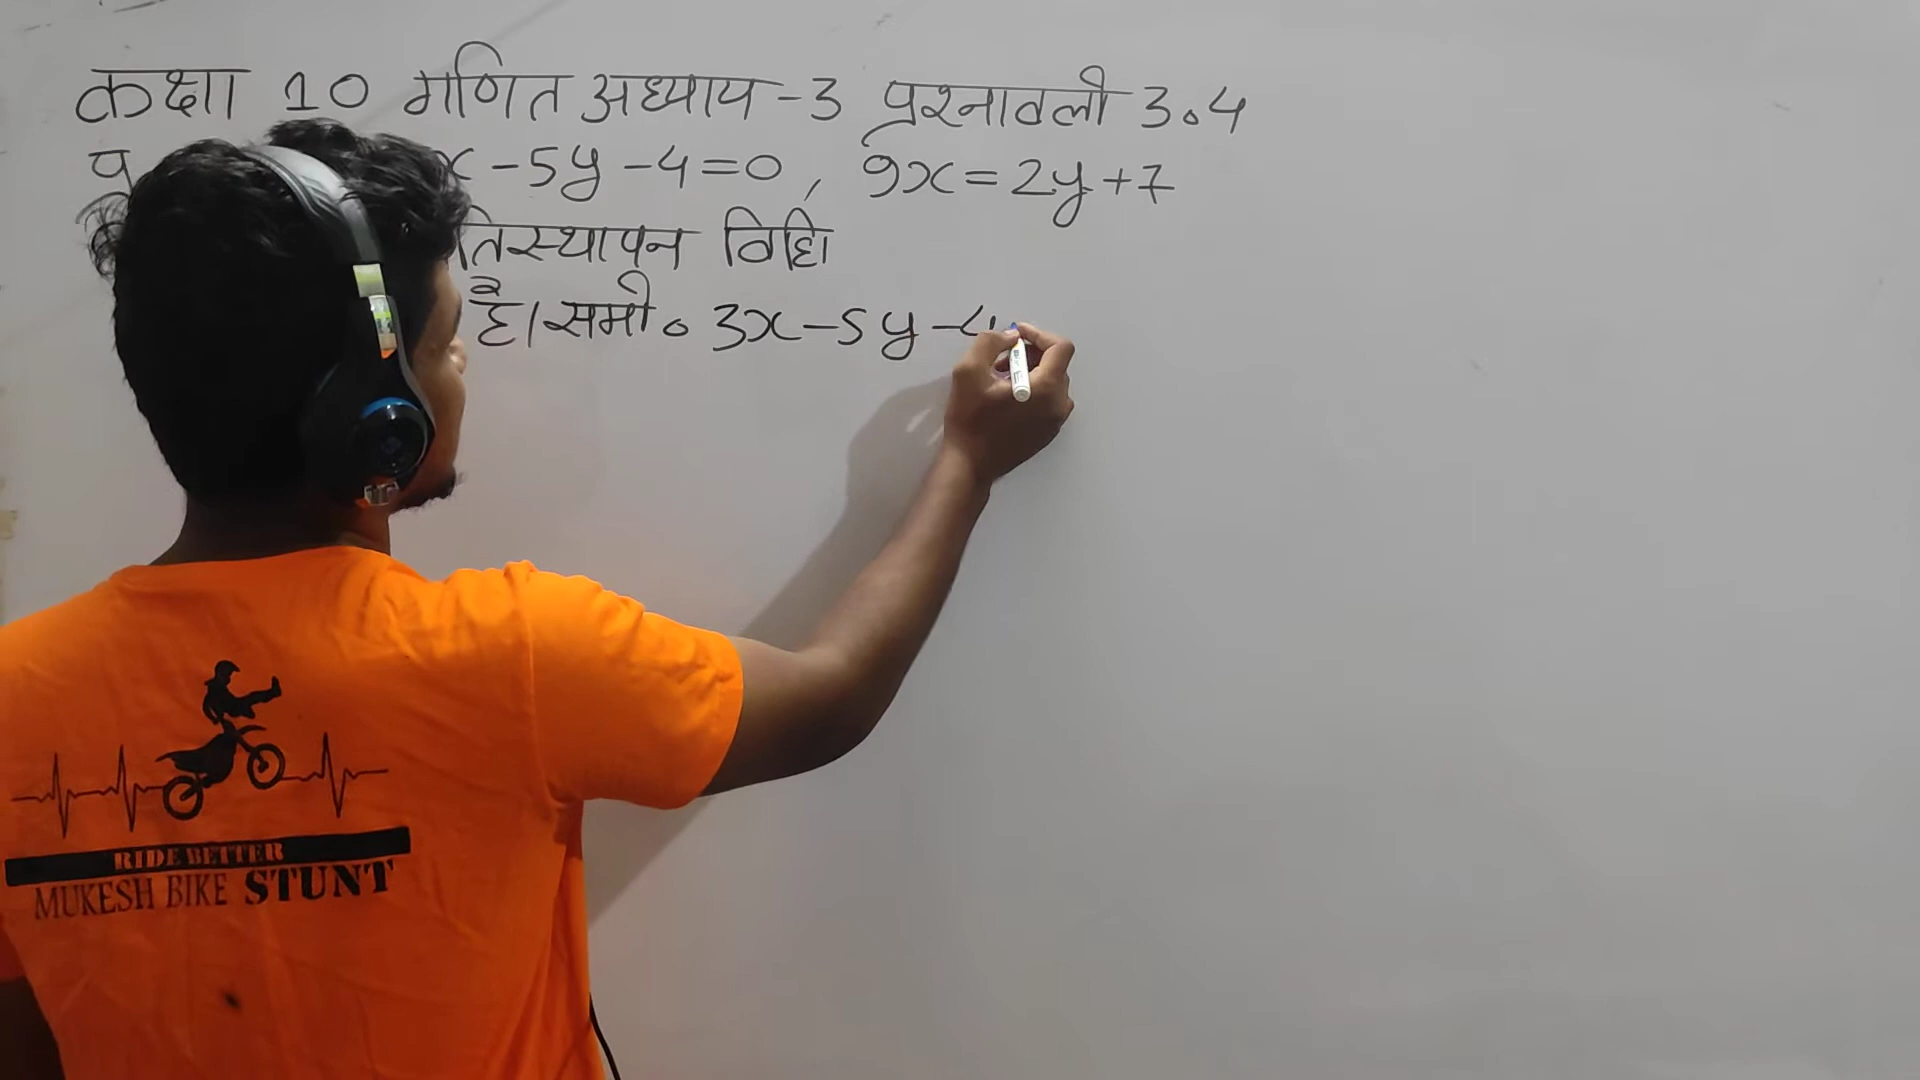 कक्षा 10 गणित अध्याय-3 प्रश्नावली 3.4
x-5y-4=0, 9x=2y+7
तिस्थापन विधि
है। समी० 3x-5y-4
RIDE BETTER
MUKESH BIKE STUNT